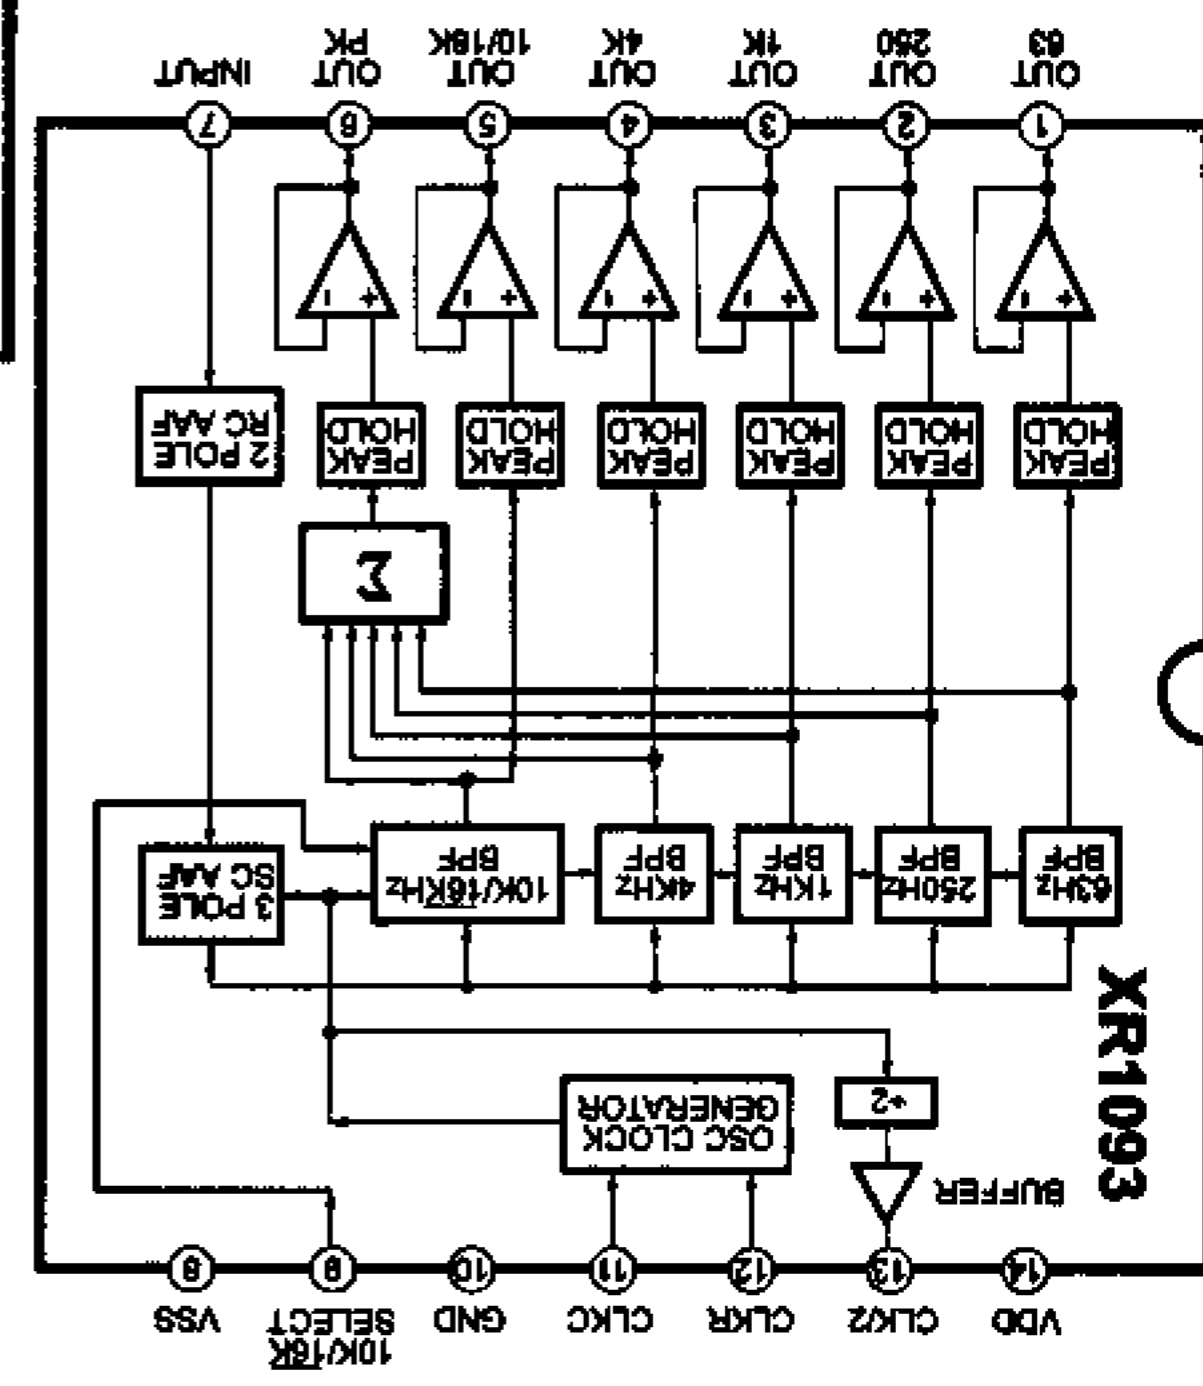 10K/16K
VDD
CLK/2
CLKR
CLKC
GND
SELECT
VSS
14
13
12
11
10
9
8
XR1093
BUFFER
÷2
OSC CLOCK
GENERATOR
63Hz
BPF
250Hz
BPF
1KHz
BPF
4KHz
BPF
10K/16KHz
BPF
3 POLE
SC AAF
Σ
PEAK
HOLD
PEAK
HOLD
PEAK
HOLD
PEAK
HOLD
PEAK
HOLD
PEAK
HOLD
2 POLE
RC AAF
+ -
+ -
+ -
+ -
+ -
+ -
1
2
3
4
5
6
7
OUT
63
OUT
250
OUT
1K
OUT
4K
OUT
10/16K
OUT
PK
INPUT